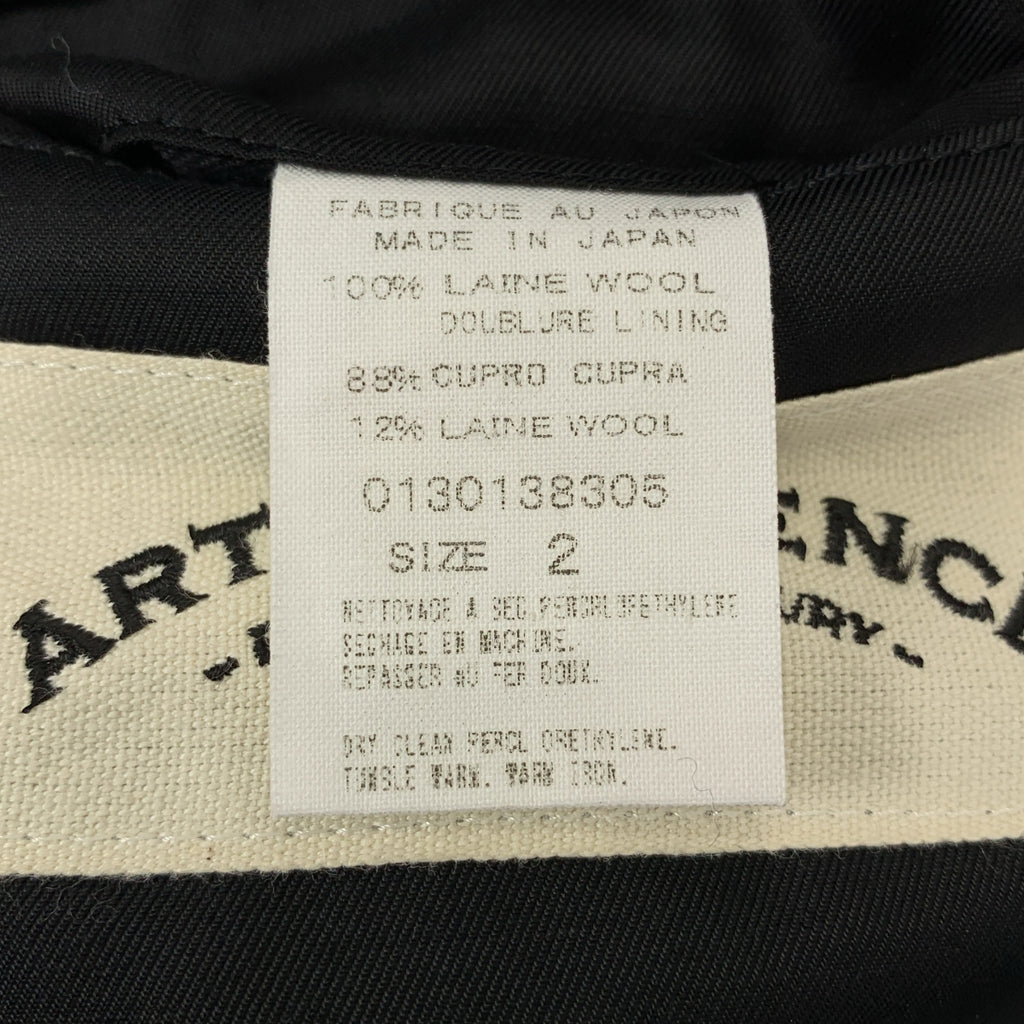 FABRIQUE AU JAPON
MADE IN JAPAN
100% LAINE WOOL
DOUBLURE LINING
88% CUPRO CUPRA
12% LAINE WOOL
0130138305
SIZE 2
NETTOYAGE A SEC.PERCHLORETHYLENE
SECHAGE EN MACHINE.
REPASSER AU FER DOUX.
DRY CLEAN PERCLORETHYLENE.
TUMBLE WARM. WARM IRON.
ART
ENCE
URY -